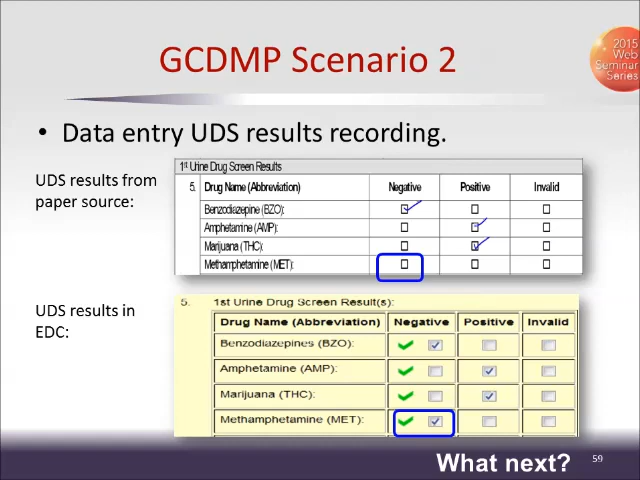 GCDMP Scenario 2
2015
Web
Seminar
Series
• Data entry UDS results recording.
UDS results from
paper source:
1st Urine Drug Screen Results
5. Drug Name (Abbreviation) Negative Positive Invalid
Benzodiazepine (BZO):
Amphetamine (AMP):
Marijuana (THC):
Methamphetamine (MET):
UDS results in
EDC:
5. 1st Urine Drug Screen Result(s):
Drug Name (Abbreviation) Negative Positive Invalid
Benzodiazepines (BZO):
Amphetamine (AMP):
Marijuana (THC):
Methamphetamine (MET):
What next?
59